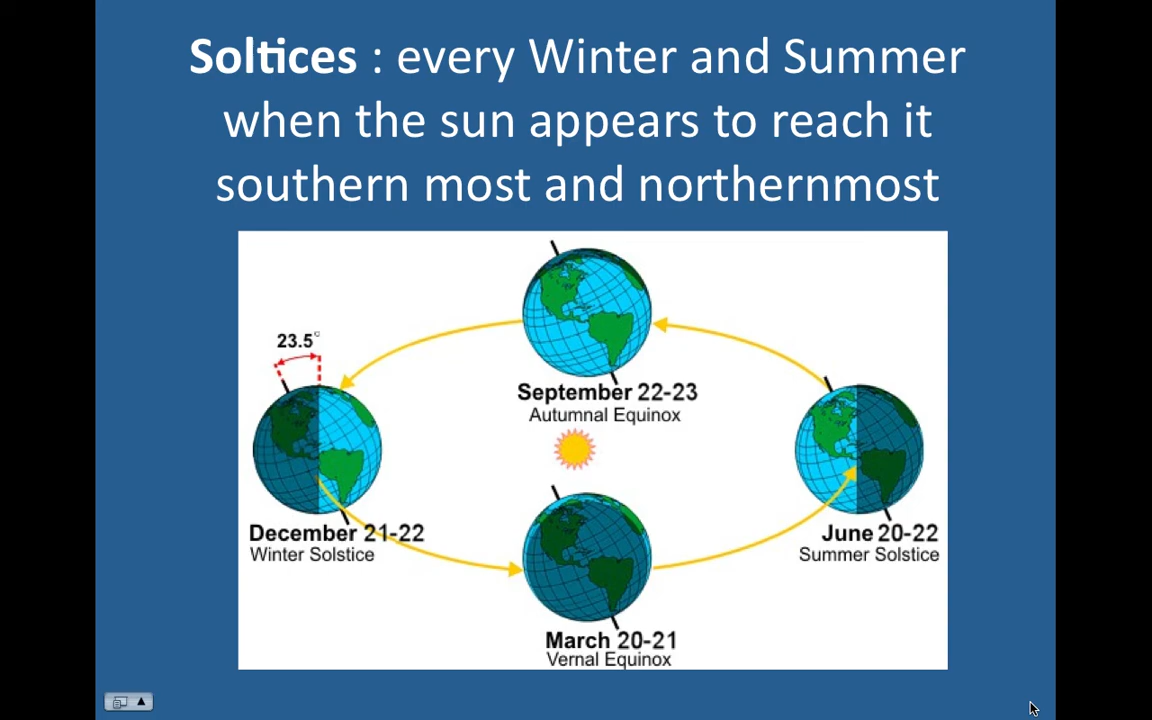 Soltices : every Winter and Summer
when the sun appears to reach it
southern most and northernmost
23.5°
September 22-23
Autumnal Equinox
December 21-22
Winter Solstice
June 20-22
Summer Solstice
March 20-21
Vernal Equinox